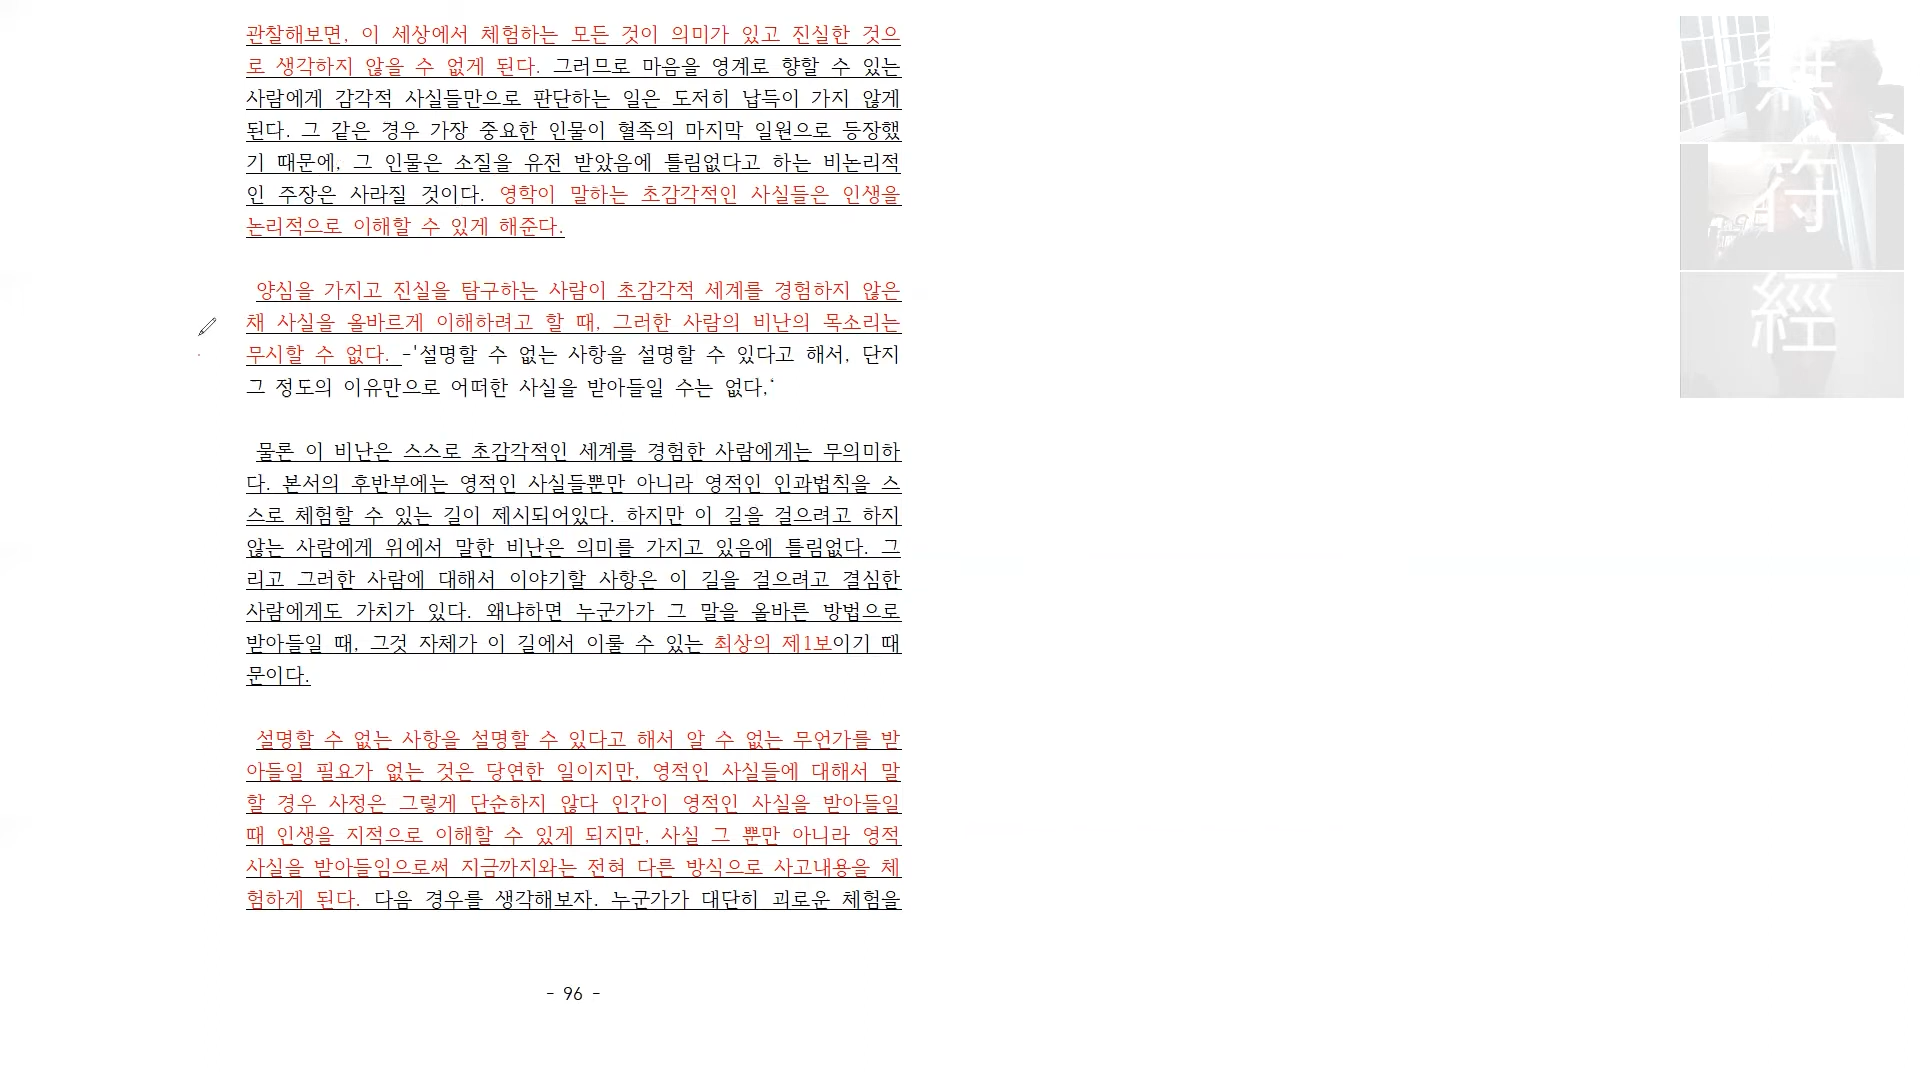 관찰해보면, 이 세상에서 체험하는 모든 것이 의미가 있고 진실한 것으
로 생각하지 않을 수 없게 된다. 그러므로 마음을 영계로 향할 수 있는
사람에게 감각적 사실들만으로 판단하는 일은 도저히 납득이 가지 않게
된다. 그 같은 경우 가장 중요한 인물이 혈족의 마지막 일원으로 등장했
기 때문에, 그 인물은 소질을 유전 받았음에 틀림없다고 하는 비논리적
인 주장은 사라질 것이다. 영학이 말하는 초감각적인 사실들은 인생을
논리적으로 이해할 수 있게 해준다.
양심을 가지고 진실을 탐구하는 사람이 초감각적 세계를 경험하지 않은
채 사실을 올바르게 이해하려고 할 때, 그러한 사람의 비난의 목소리는
무시할 수 없다. -'설명할 수 없는 사항을 설명할 수 있다고 해서, 단지
그 정도의 이유만으로 어떠한 사실을 받아들일 수는 없다,‘
물론 이 비난은 스스로 초감각적인 세계를 경험한 사람에게는 무의미하
다. 본서의 후반부에는 영적인 사실들뿐만 아니라 영적인 인과법칙을 스
스로 체험할 수 있는 길이 제시되어있다. 하지만 이 길을 걸으려고 하지
않는 사람에게 위에서 말한 비난은 의미를 가지고 있음에 틀림없다. 그
리고 그러한 사람에 대해서 이야기할 사항은 이 길을 걸으려고 결심한
사람에게도 가치가 있다. 왜냐하면 누군가가 그 말을 올바른 방법으로
받아들일 때, 그것 자체가 이 길에서 이룰 수 있는 최상의 제1보이기 때
문이다.
설명할 수 없는 사항을 설명할 수 있다고 해서 알 수 없는 무언가를 받
아들일 필요가 없는 것은 당연한 일이지만, 영적인 사실들에 대해서 말
할 경우 사정은 그렇게 단순하지 않다 인간이 영적인 사실을 받아들일
때 인생을 지적으로 이해할 수 있게 되지만, 사실 그 뿐만 아니라 영적
사실을 받아들임으로써 지금까지와는 전혀 다른 방식으로 사고내용을 체
험하게 된다. 다음 경우를 생각해보자. 누군가가 대단히 괴로운 체험을
- 96 -
符
經